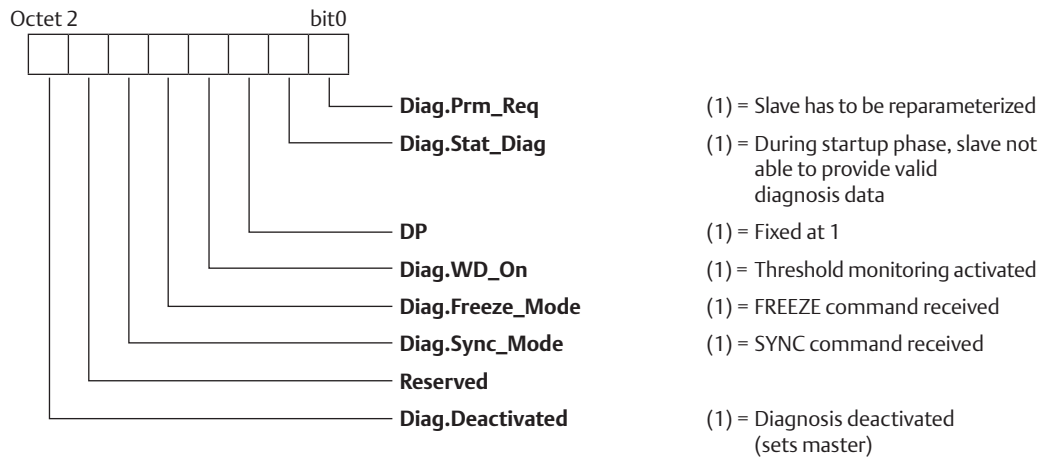 Octet 2 bit0
Diag.Prm_Req (1) = Slave has to be reparameterized
Diag.Stat_Diag (1) = During startup phase, slave not
able to provide valid
diagnosis data
DP (1) = Fixed at 1
Diag.WD_On (1) = Threshold monitoring activated
Diag.Freeze_Mode (1) = FREEZE command received
Diag.Sync_Mode (1) = SYNC command received
Reserved
Diag.Deactivated (1) = Diagnosis deactivated
(sets master)